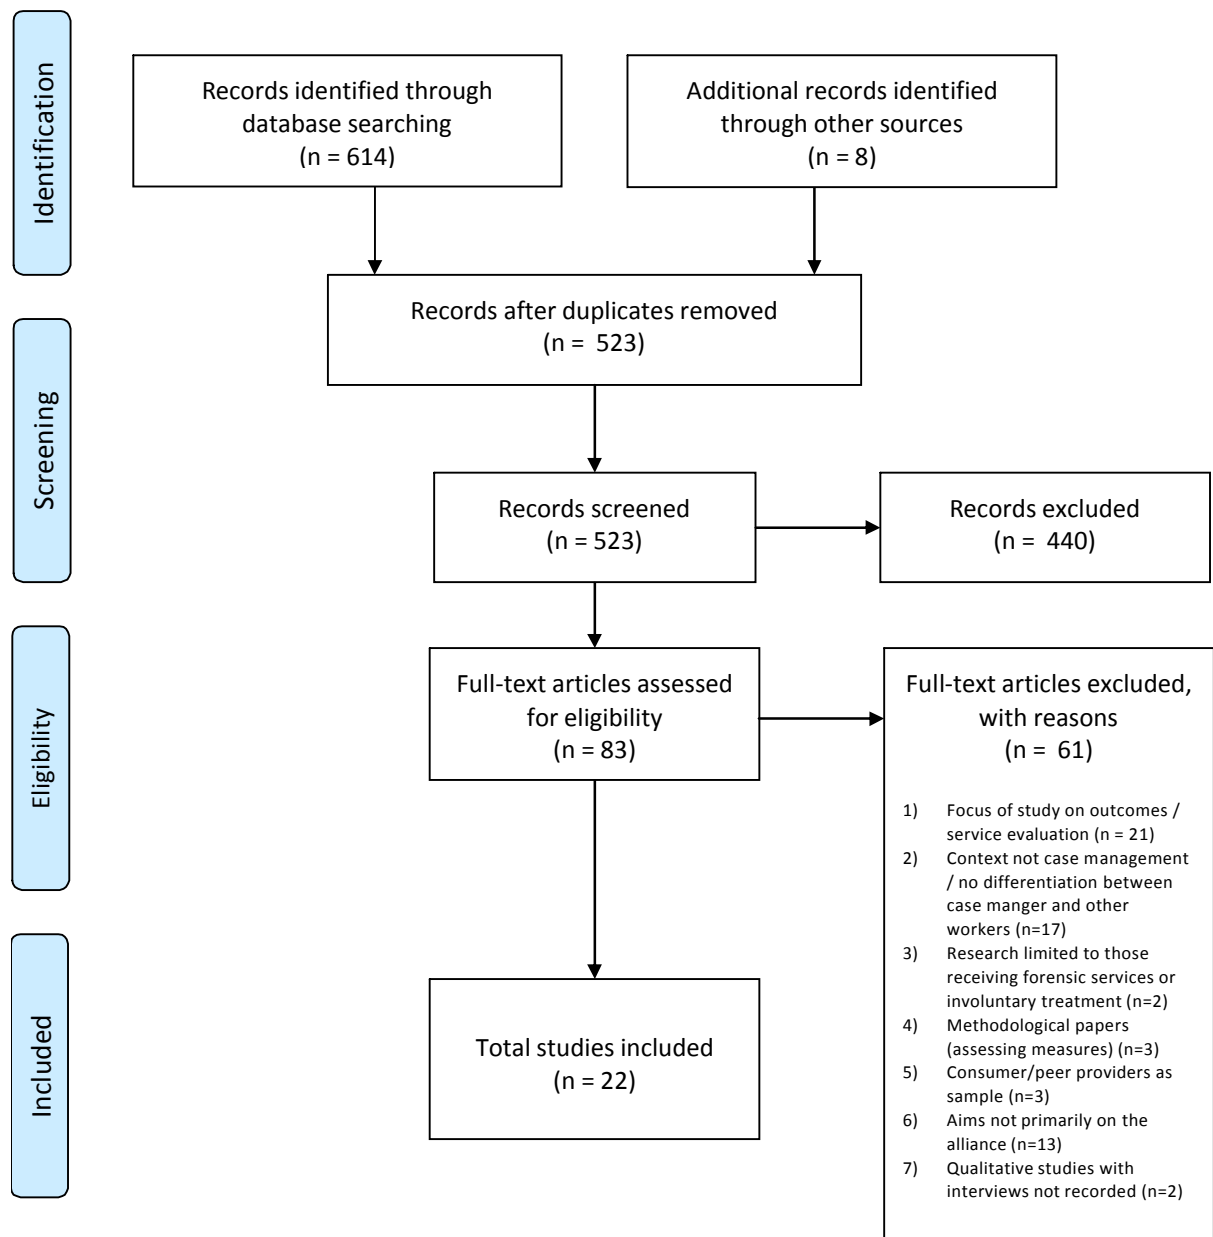 Identification
Records identified through
database searching
(n = 614)
Additional records identified
through other sources
(n = 8)
Records after duplicates removed
(n = 523)
Screening
Records screened
(n = 523)
Records excluded
(n = 440)
Eligibility
Full-text articles assessed
for eligibility
(n = 83)
Full-text articles excluded,
with reasons
(n = 61)
1) Focus of study on outcomes /
service evaluation (n = 21)
2) Context not case management
/ no differentiation between
case manger and other
workers (n=17)
3) Research limited to those
receiving forensic services or
involuntary treatment (n=2)
4) Methodological papers
(assessing measures) (n=3)
5) Consumer/peer providers as
sample (n=3)
6) Aims not primarily on the
alliance (n=13)
7) Qualitative studies with
interviews not recorded (n=2)
Included
Total studies included
(n = 22)